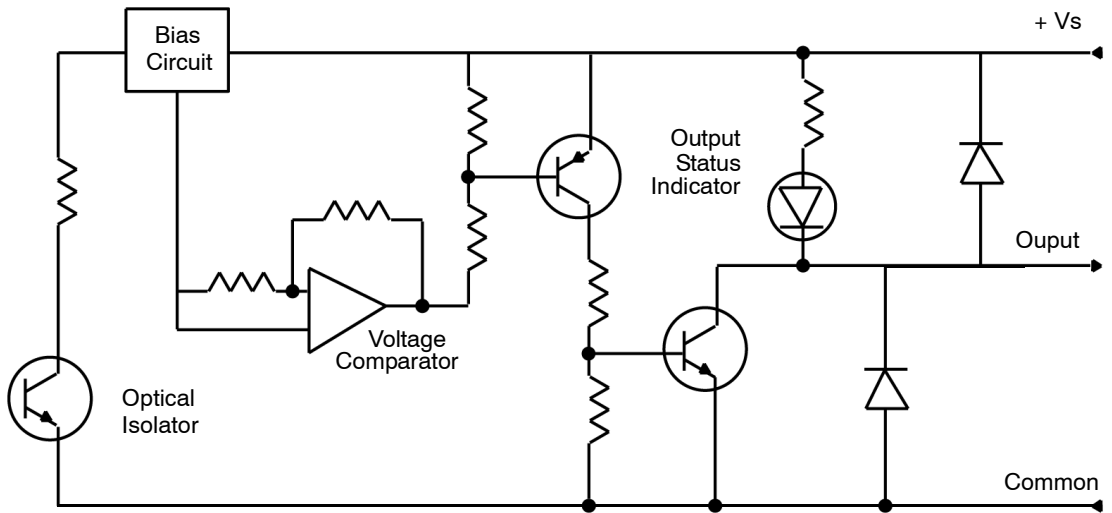 + Vs
Bias
Circuit
Output
Status
Indicator
Ouput
Voltage
Comparator
Optical
Isolator
Common